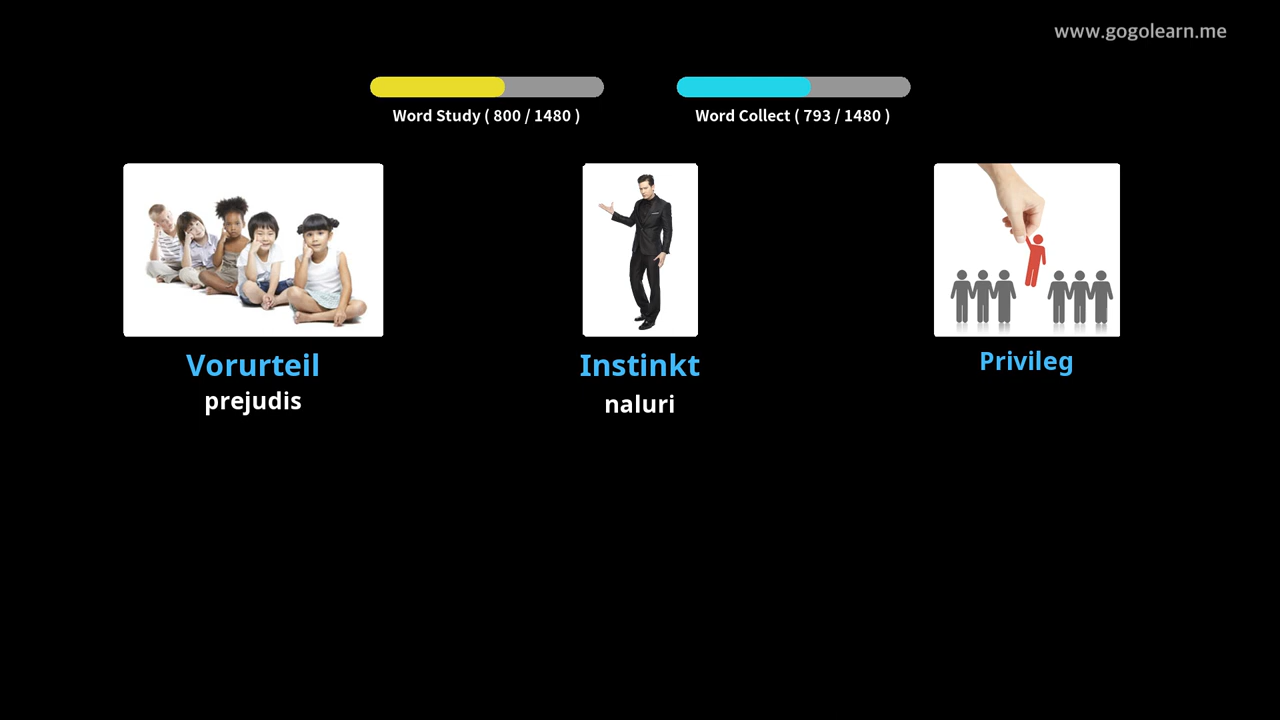 www.gogolearn.me
Word Study ( 800 / 1480 )
Word Collect ( 793 / 1480 )
Vorurteil
prejudis
Instinkt
naluri
Privileg